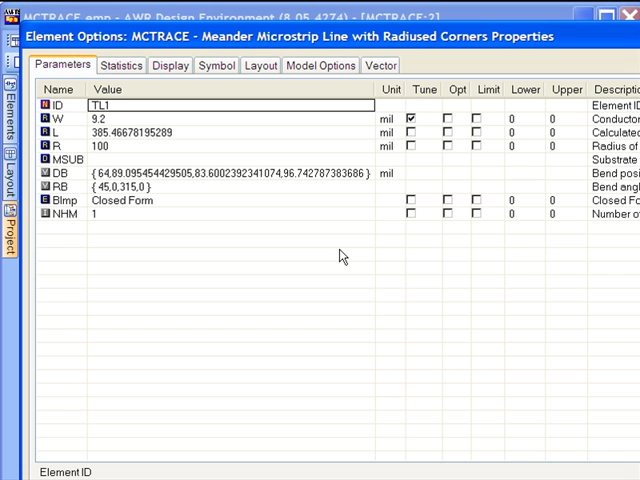 MCTRACE.emp - AWR Design Environment (8.05.4274) - [MCTRACE:2]
Element Options: MCTRACE - Meander Microstrip Line with Radiused Corners Properties
Parameters Statistics Display Symbol Layout Model Options Vector
Name Value Unit Tune Opt Limit Lower Upper Descriptio
ID TL1 Element ID
W 9.2 mil 0 0 Conductor
L 385.46678195289 mil 0 0 Calculated
R 100 mil 0 0 Radius of
MSUB Substrate
DB { 64,89.095454429505,83.6002392341074,96.742787383686 } mil Bend posi
RB { 45,0,315,0 } Bend angl
BImp Closed Form 0 0 Closed Fo
NHM 1 0 0 Number of
Elements
Layout
Project
Element ID